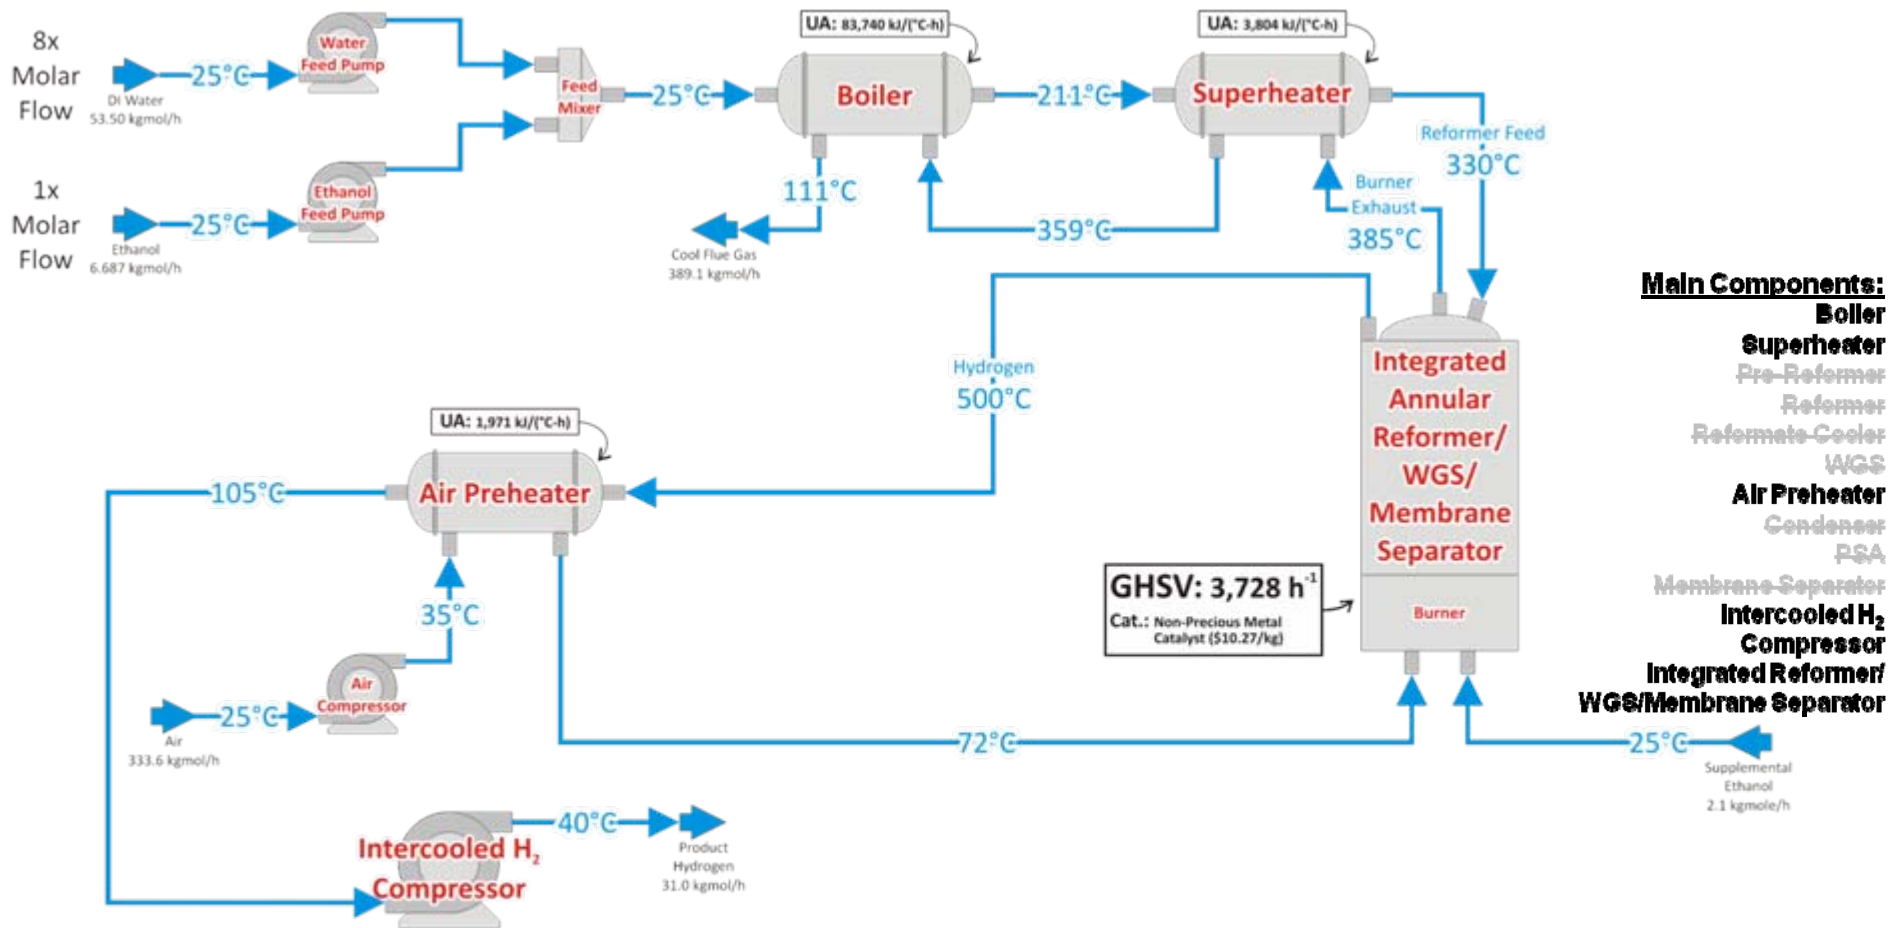 8x
Molar
Flow
DI Water
53.50 kgmol/h
25°C
Water
Feed Pump
1x
Molar
Flow
Ethanol
6.687 kgmol/h
25°C
Ethanol
Feed Pump
Feed
Mixer
25°C
UA: 83,740 kJ/(°C-h)
Boiler
111°C
Cool Flue Gas
389.1 kgmol/h
211°C
359°C
UA: 3,804 kJ/(°C-h)
Superheater
Reformer Feed
330°C
Burner
Exhaust
385°C
Hydrogen
500°C
Integrated
Annular
Reformer/
WGS/
Membrane
Separator
Burner
GHSV: 3,728 h-1
Cat.: Non-Precious Metal
Catalyst ($10.27/kg)
UA: 1,971 kJ/(°C-h)
Air Preheater
105°C
35°C
Air
Compressor
25°C
Air
333.6 kgmol/h
72°C
25°C
Supplemental
Ethanol
2.1 kgmole/h
Intercooled H2
Compressor
40°C
Product
Hydrogen
31.0 kgmol/h
Main Components:
Boiler
Superheater
Pre-Reformer
Reformer
Reformate Cooler
WGS
Air Preheater
Condenser
PSA
Membrane Separator
Intercooled H2
Compressor
Integrated Reformer/
WGS/Membrane Separator